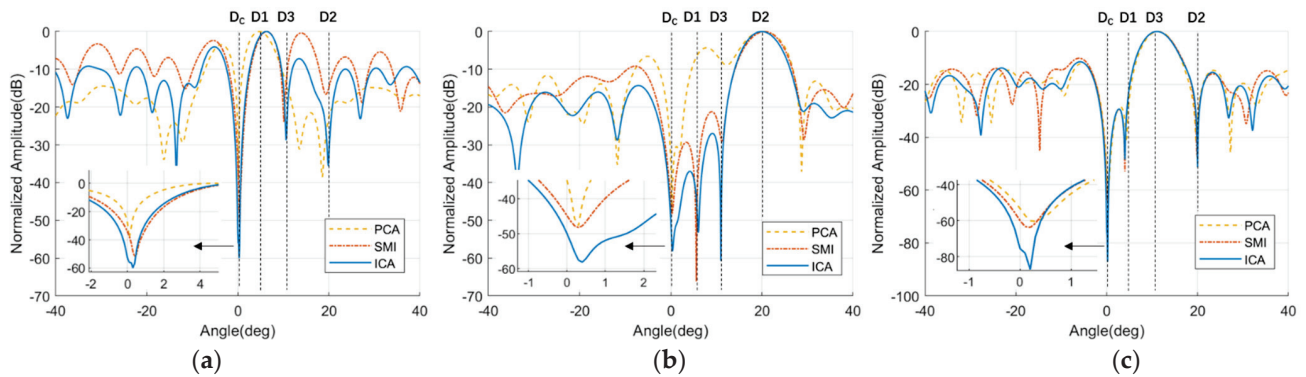 D_C D1 D3 D2
0
-10
-20
-30
-40
-50
-60
-70
Normalized Amplitude(dB)
0
-20
-40
-60
-2 0 2 4
PCA
SMI
ICA
-40 -20 0 20 40
Angle(deg)
(a)
D_C D1 D3 D2
0
-10
-20
-30
-40
-50
-60
-70
Normalized Amplitude(dB)
-40
-50
-60
-1 0 1 2
PCA
SMI
ICA
-40 -20 0 20 40
Angle(deg)
(b)
D_C D1 D3 D2
0
-20
-40
-60
-80
-100
Normalized Amplitude(dB)
-40
-60
-80
-1 0 1
PCA
SMI
ICA
-40 -20 0 20 40
Angle(deg)
(c)